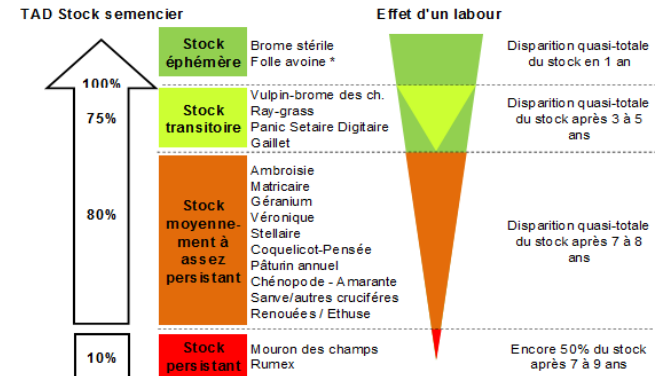 TAD Stock semencier
Effet d'un labour
100%
75%
80%
10%
Stock
éphémère
Brome stérile
Folle avoine *
Disparition quasi-totale
du stock en 1 an
Stock
transitoire
Vulpin-brome des ch.
Ray-grass
Panic Setaire Digitaire
Gaillet
Disparition quasi-totale
du stock après 3 à 5
ans
Stock
moyenne-
ment à
assez
persistant
Ambroisie
Matricaire
Géranium
Véronique
Stellaire
Coquelicot-Pensée
Pâturin annuel
Chénopode - Amarante
Sanve/autres cruciféres
Renouées / Ethuse
Disparition quasi-totale
du stock après 7 à 8
ans
Stock
persistant
Mouron des champs
Rumex
Encore 50% du stock
après 7 à 9 ans